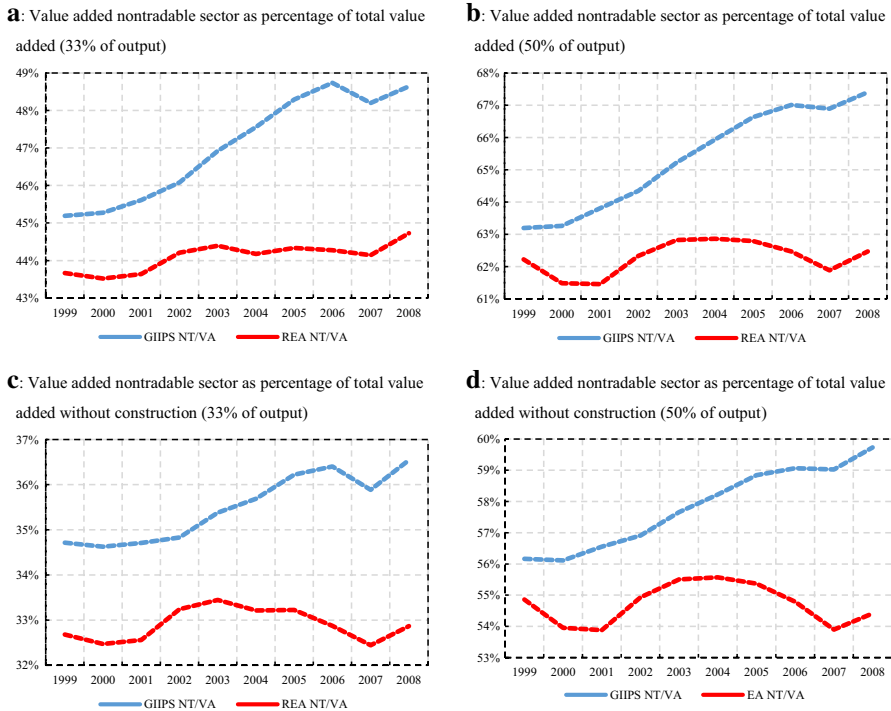 a: Value added nontradable sector as percentage of total value
added (33% of output)
49%
48%
47%
46%
45%
44%
43%
1999 2000 2001 2002 2003 2004 2005 2006 2007 2008
GIIPS NT/VA REA NT/VA
b: Value added nontradable sector as percentage of total value
added (50% of output)
68%
67%
66%
65%
64%
63%
62%
61%
1999 2000 2001 2002 2003 2004 2005 2006 2007 2008
GIIPS NT/VA REA NT/VA
c: Value added nontradable sector as percentage of total value
added without construction (33% of output)
37%
36%
35%
34%
33%
32%
1999 2000 2001 2002 2003 2004 2005 2006 2007 2008
GIIPS NT/VA REA NT/VA
d: Value added nontradable sector as percentage of total value
added without construction (50% of output)
60%
59%
58%
57%
56%
55%
54%
53%
1999 2000 2001 2002 2003 2004 2005 2006 2007 2008
GIIPS NT/VA EA NT/VA